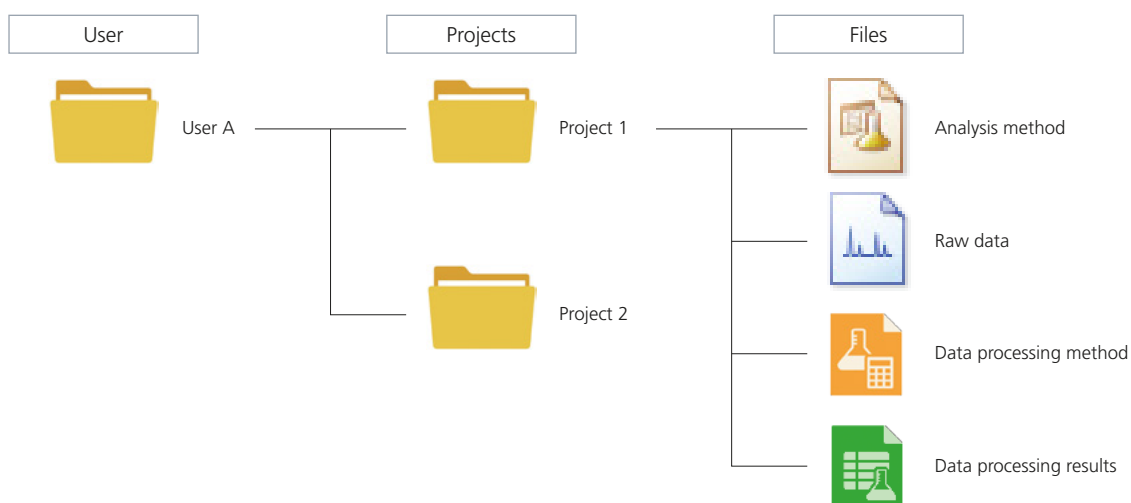 User
Projects
Files
User A
Project 1
Analysis method
Raw data
Project 2
Data processing method
Data processing results